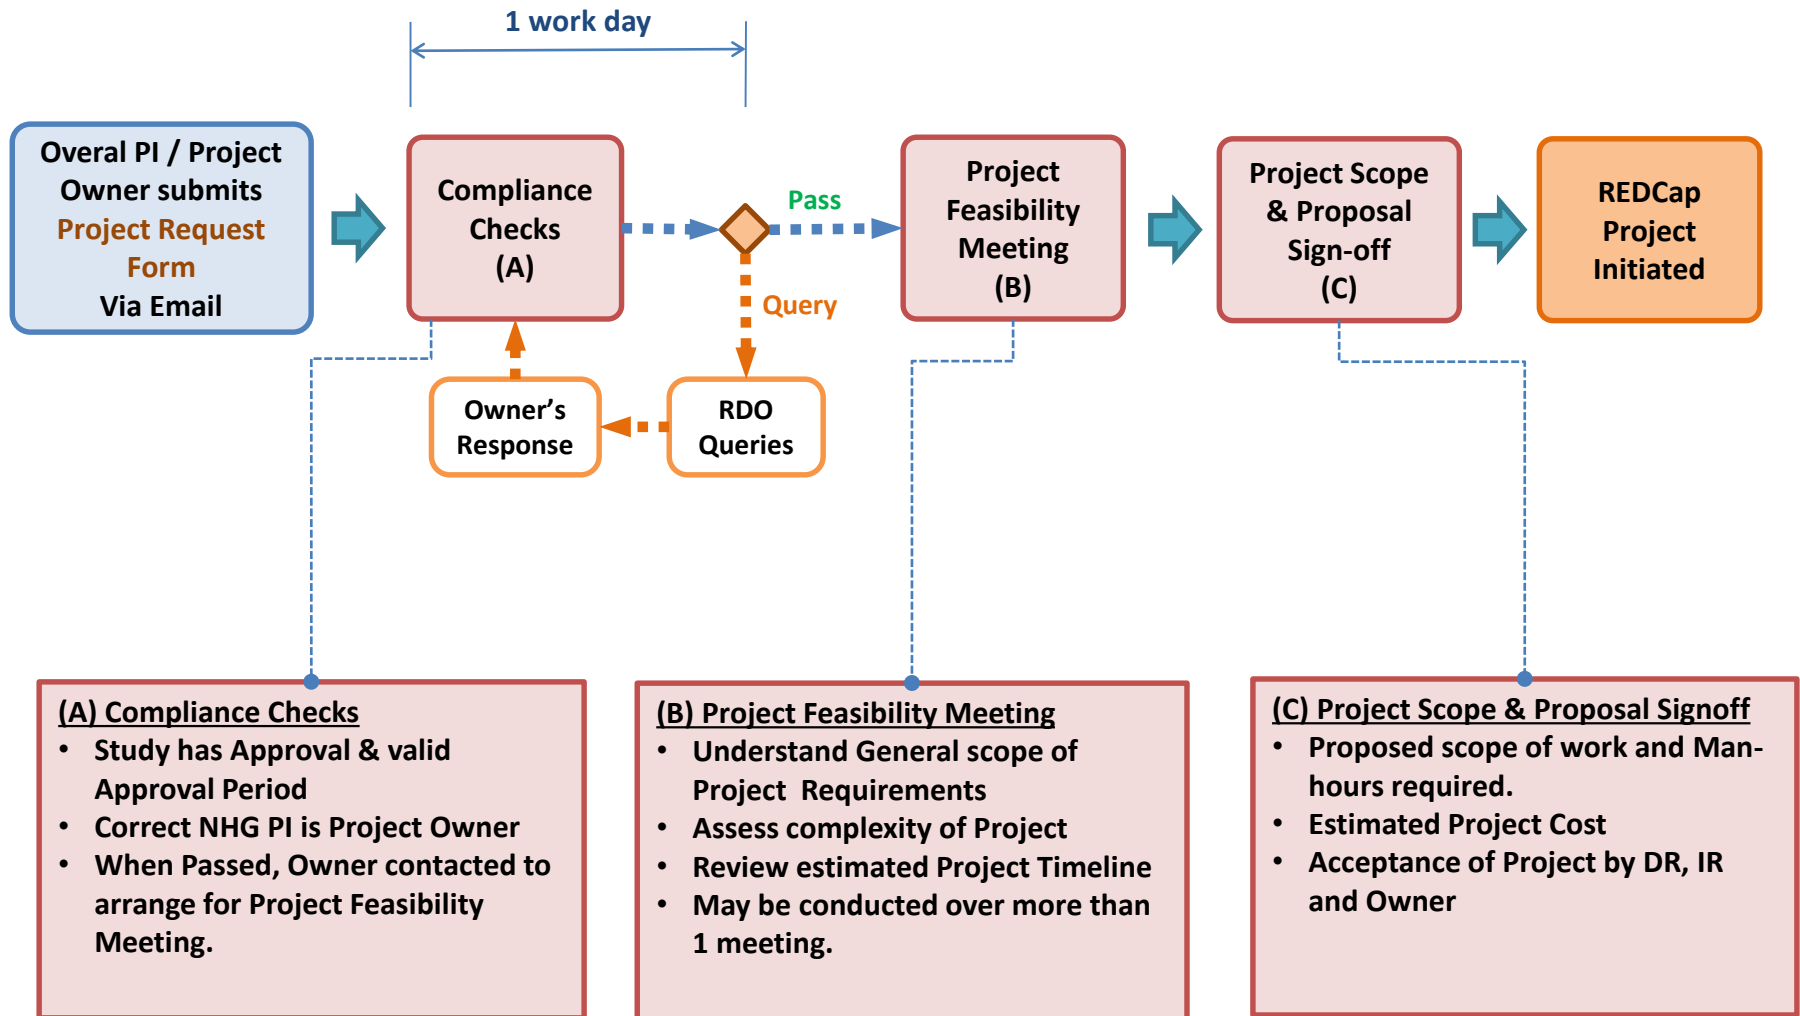 1 work day
Overal PI / Project
Owner submits
Project Request
Form
Via Email
Compliance
Checks
(A)
Pass
Query
Project
Feasibility
Meeting
(B)
Project Scope
& Proposal
Sign-off
(C)
REDCap
Project
Initiated
Owner’s
Response
RDO
Queries
(A) Compliance Checks
• Study has Approval & valid
Approval Period
• Correct NHG PI is Project Owner
• When Passed, Owner contacted to
arrange for Project Feasibility
Meeting.
(B) Project Feasibility Meeting
• Understand General scope of
Project Requirements
• Assess complexity of Project
• Review estimated Project Timeline
• May be conducted over more than
1 meeting.
(C) Project Scope & Proposal Signoff
• Proposed scope of work and Man-
hours required.
• Estimated Project Cost
• Acceptance of Project by DR, IR
and Owner